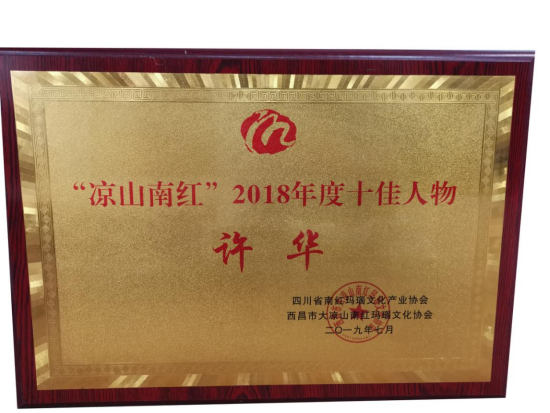 “凉山南红”2018年度十佳人物
许华
四川省南红玛瑙文化产业协会
西昌市大凉山南红玛瑙文化协会
二〇一九年七月